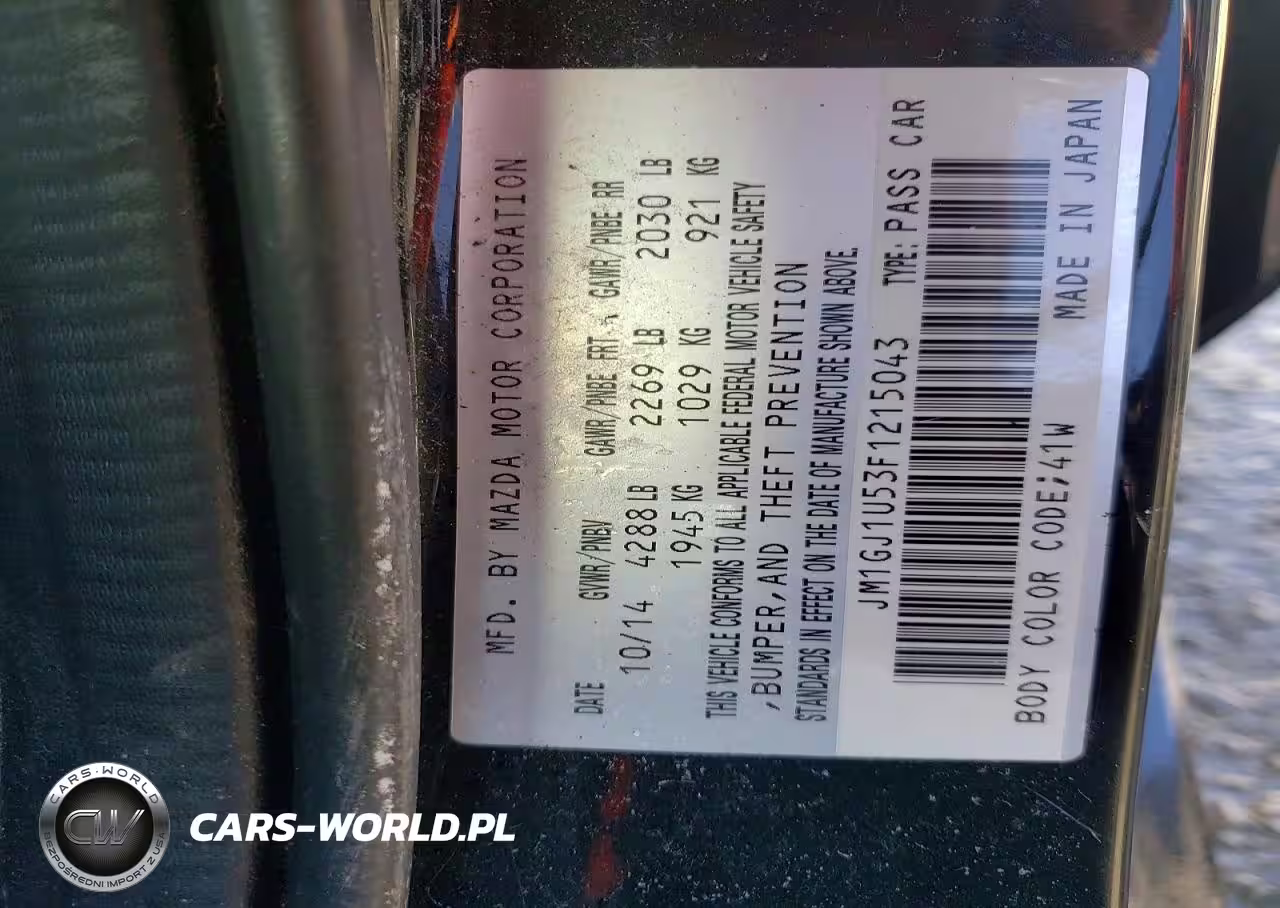 MFD. BY MAZDA MOTOR CORPORATION
DATE GVWR/PNBV GAWR/PNBE FRT GAWR/PNBE RR
10/14 4288 LB 2269 LB 2030 LB
1945 KG 1029 KG 921 KG
THIS VEHICLE CONFORMS TO ALL APPLICABLE FEDERAL MOTOR VEHICLE SAFETY
,BUMPER,AND THEFT PREVENTION
STANDARDS IN EFFECT ON THE DATE OF MANUFACTURE SHOWN ABOVE.
JM1GJ1U53F1215043 TYPE: PASS CAR
BODY COLOR CODE;41W MADE IN JAPAN
CARS-WORLD
CW
BEZPOŚREDNI IMPORT Z USA
CARS-WORLD.PL